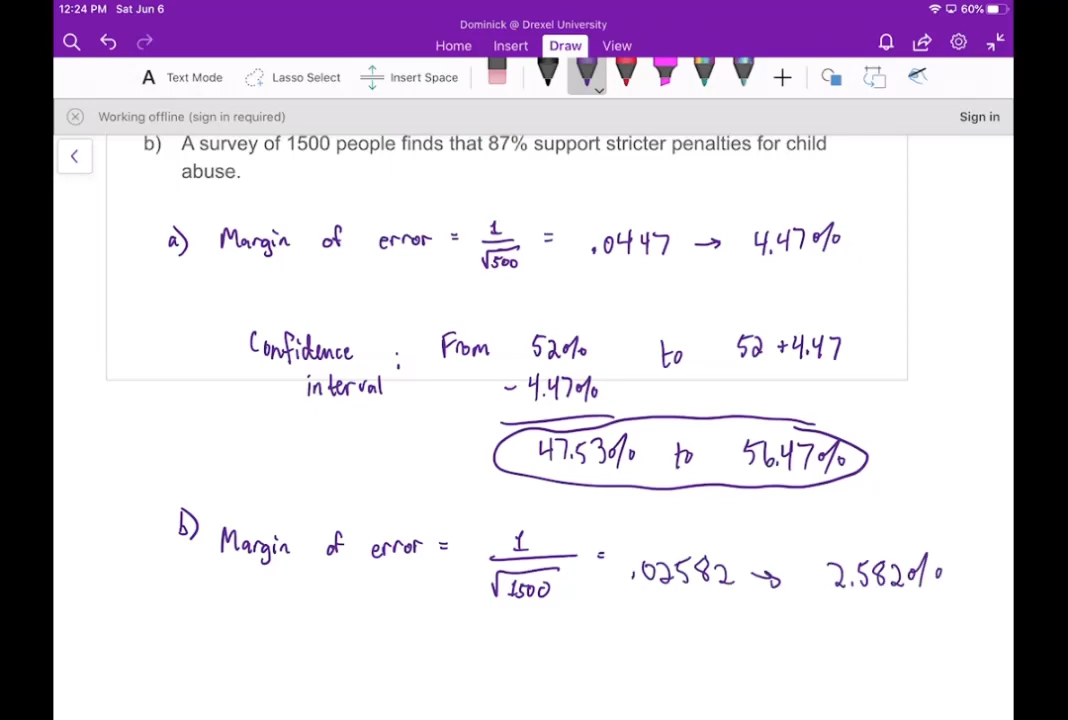 12:24 PM Sat Jun 6
60%
Dominick @ Drexel University
Home Insert Draw View
A Text Mode Lasso Select Insert Space
Working offline (sign in required) Sign in
b) A survey of 1500 people finds that 87% support stricter penalties for child
abuse.
a) Margin of error = 1/√500 = .0447 → 4.47%
Confidence interval : From 52% to 52 + 4.47
- 4.47%
47.53% to 56.47%
b) Margin of error = 1/√1500 = .02582 → 2.582%